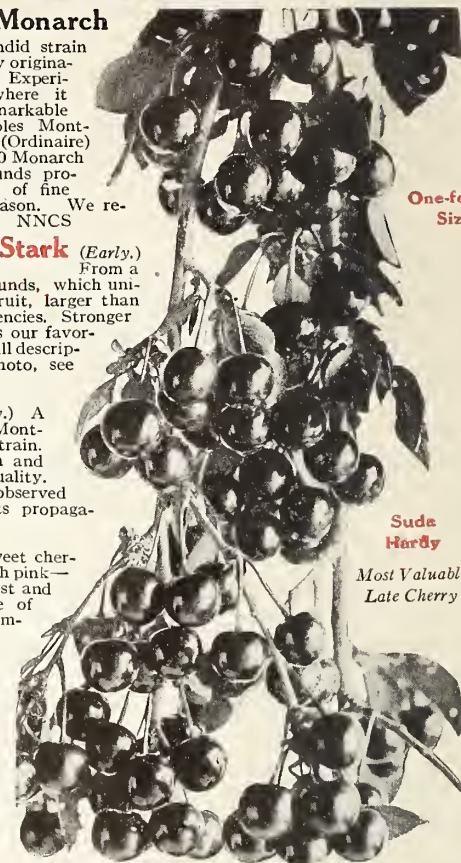 Monarch
ndid strain
y origina-
Experi-
where it
markable
bles Mont-
(Ordinaire)
0 Monarch
unds pro-
of fine
ason. We re-
NNCS
Stark (Early.)
From a
unds, which uni-
ruit, larger than
encies. Stronger
s our favor-
ll descrip-
hoto, see
y.) A
Mont-
train.
n and
uality.
observed
s propaga-
weet cher-
h pink—
st and
e of
m-
One-fo
Siz
Suda
Hardy
Most Valuabl
Late Cherry